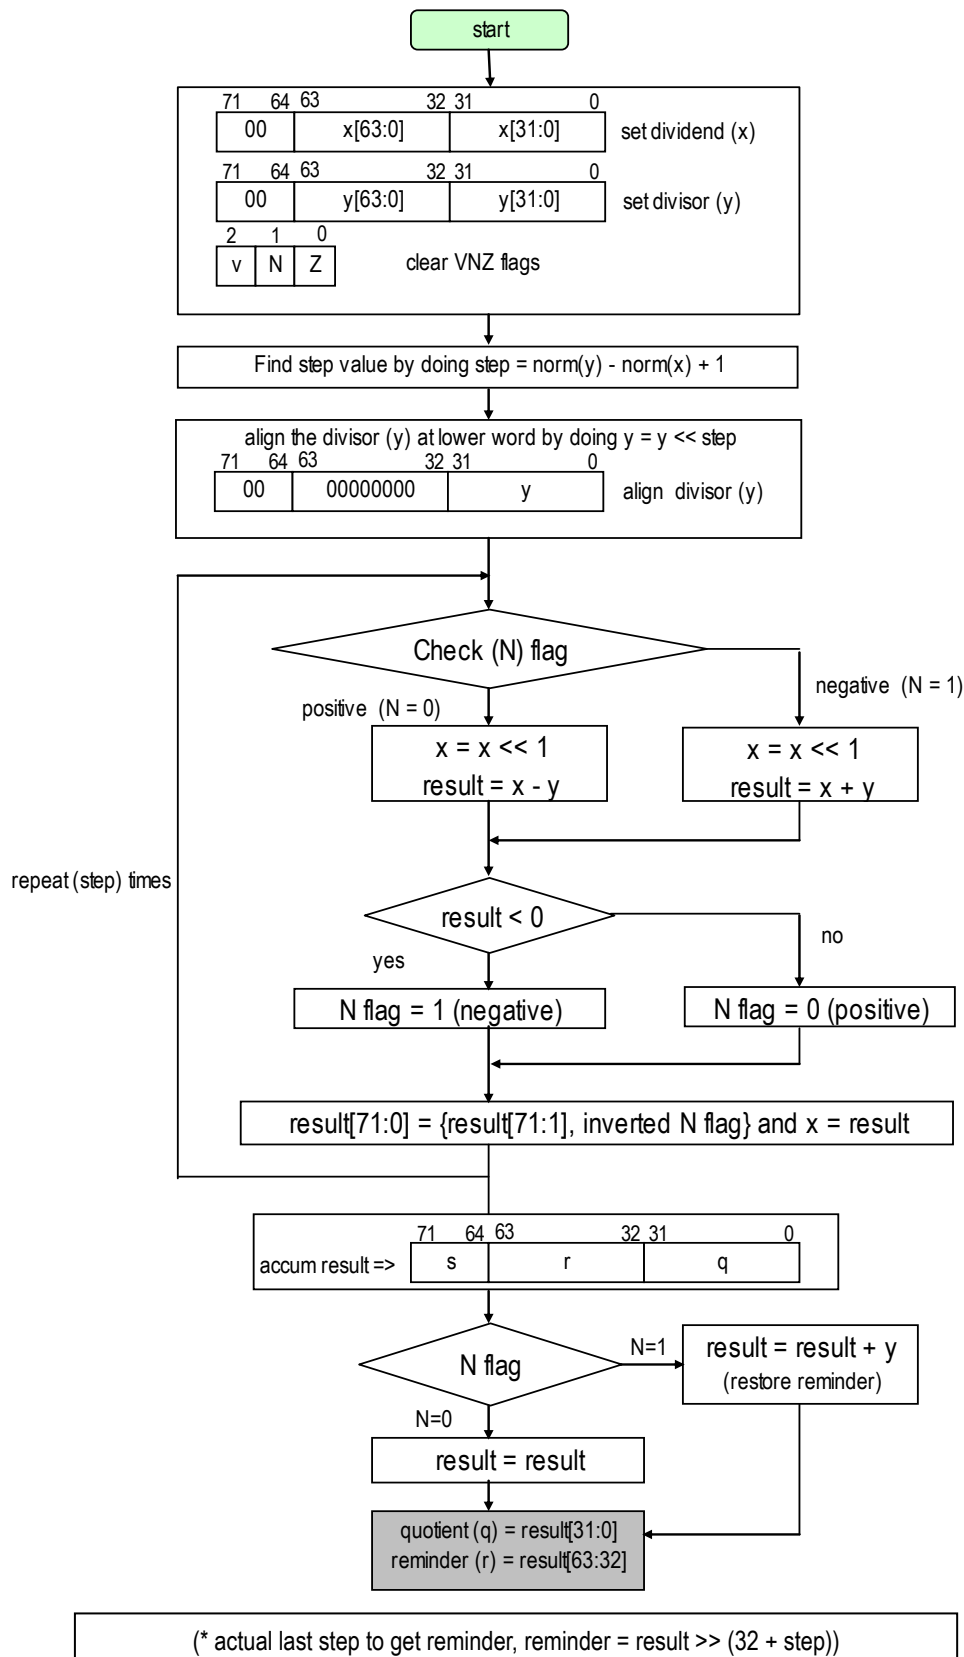 start
71 64 63 32 31 0
00 x[63:0] x[31:0] set dividend (x)
71 64 63 32 31 0
00 y[63:0] y[31:0] set divisor (y)
2 1 0
v N Z clear VNZ flags
Find step value by doing step = norm(y) - norm(x) + 1
align the divisor (y) at lower word by doing y = y << step
71 64 63 32 31 0
00 00000000 y align divisor (y)
Check (N) flag
negative (N = 1)
positive (N = 0)
x = x << 1
result = x - y
x = x << 1
result = x + y
repeat (step) times
result < 0
no
yes
N flag = 1 (negative)
N flag = 0 (positive)
result[71:0] = {result[71:1], inverted N flag} and x = result
71 64 63 32 31 0
accum result => s r q
N flag
N=1
result = result + y
(restore reminder)
N=0
result = result
quotient (q) = result[31:0]
reminder (r) = result[63:32]
(* actual last step to get reminder, reminder = result >> (32 + step))